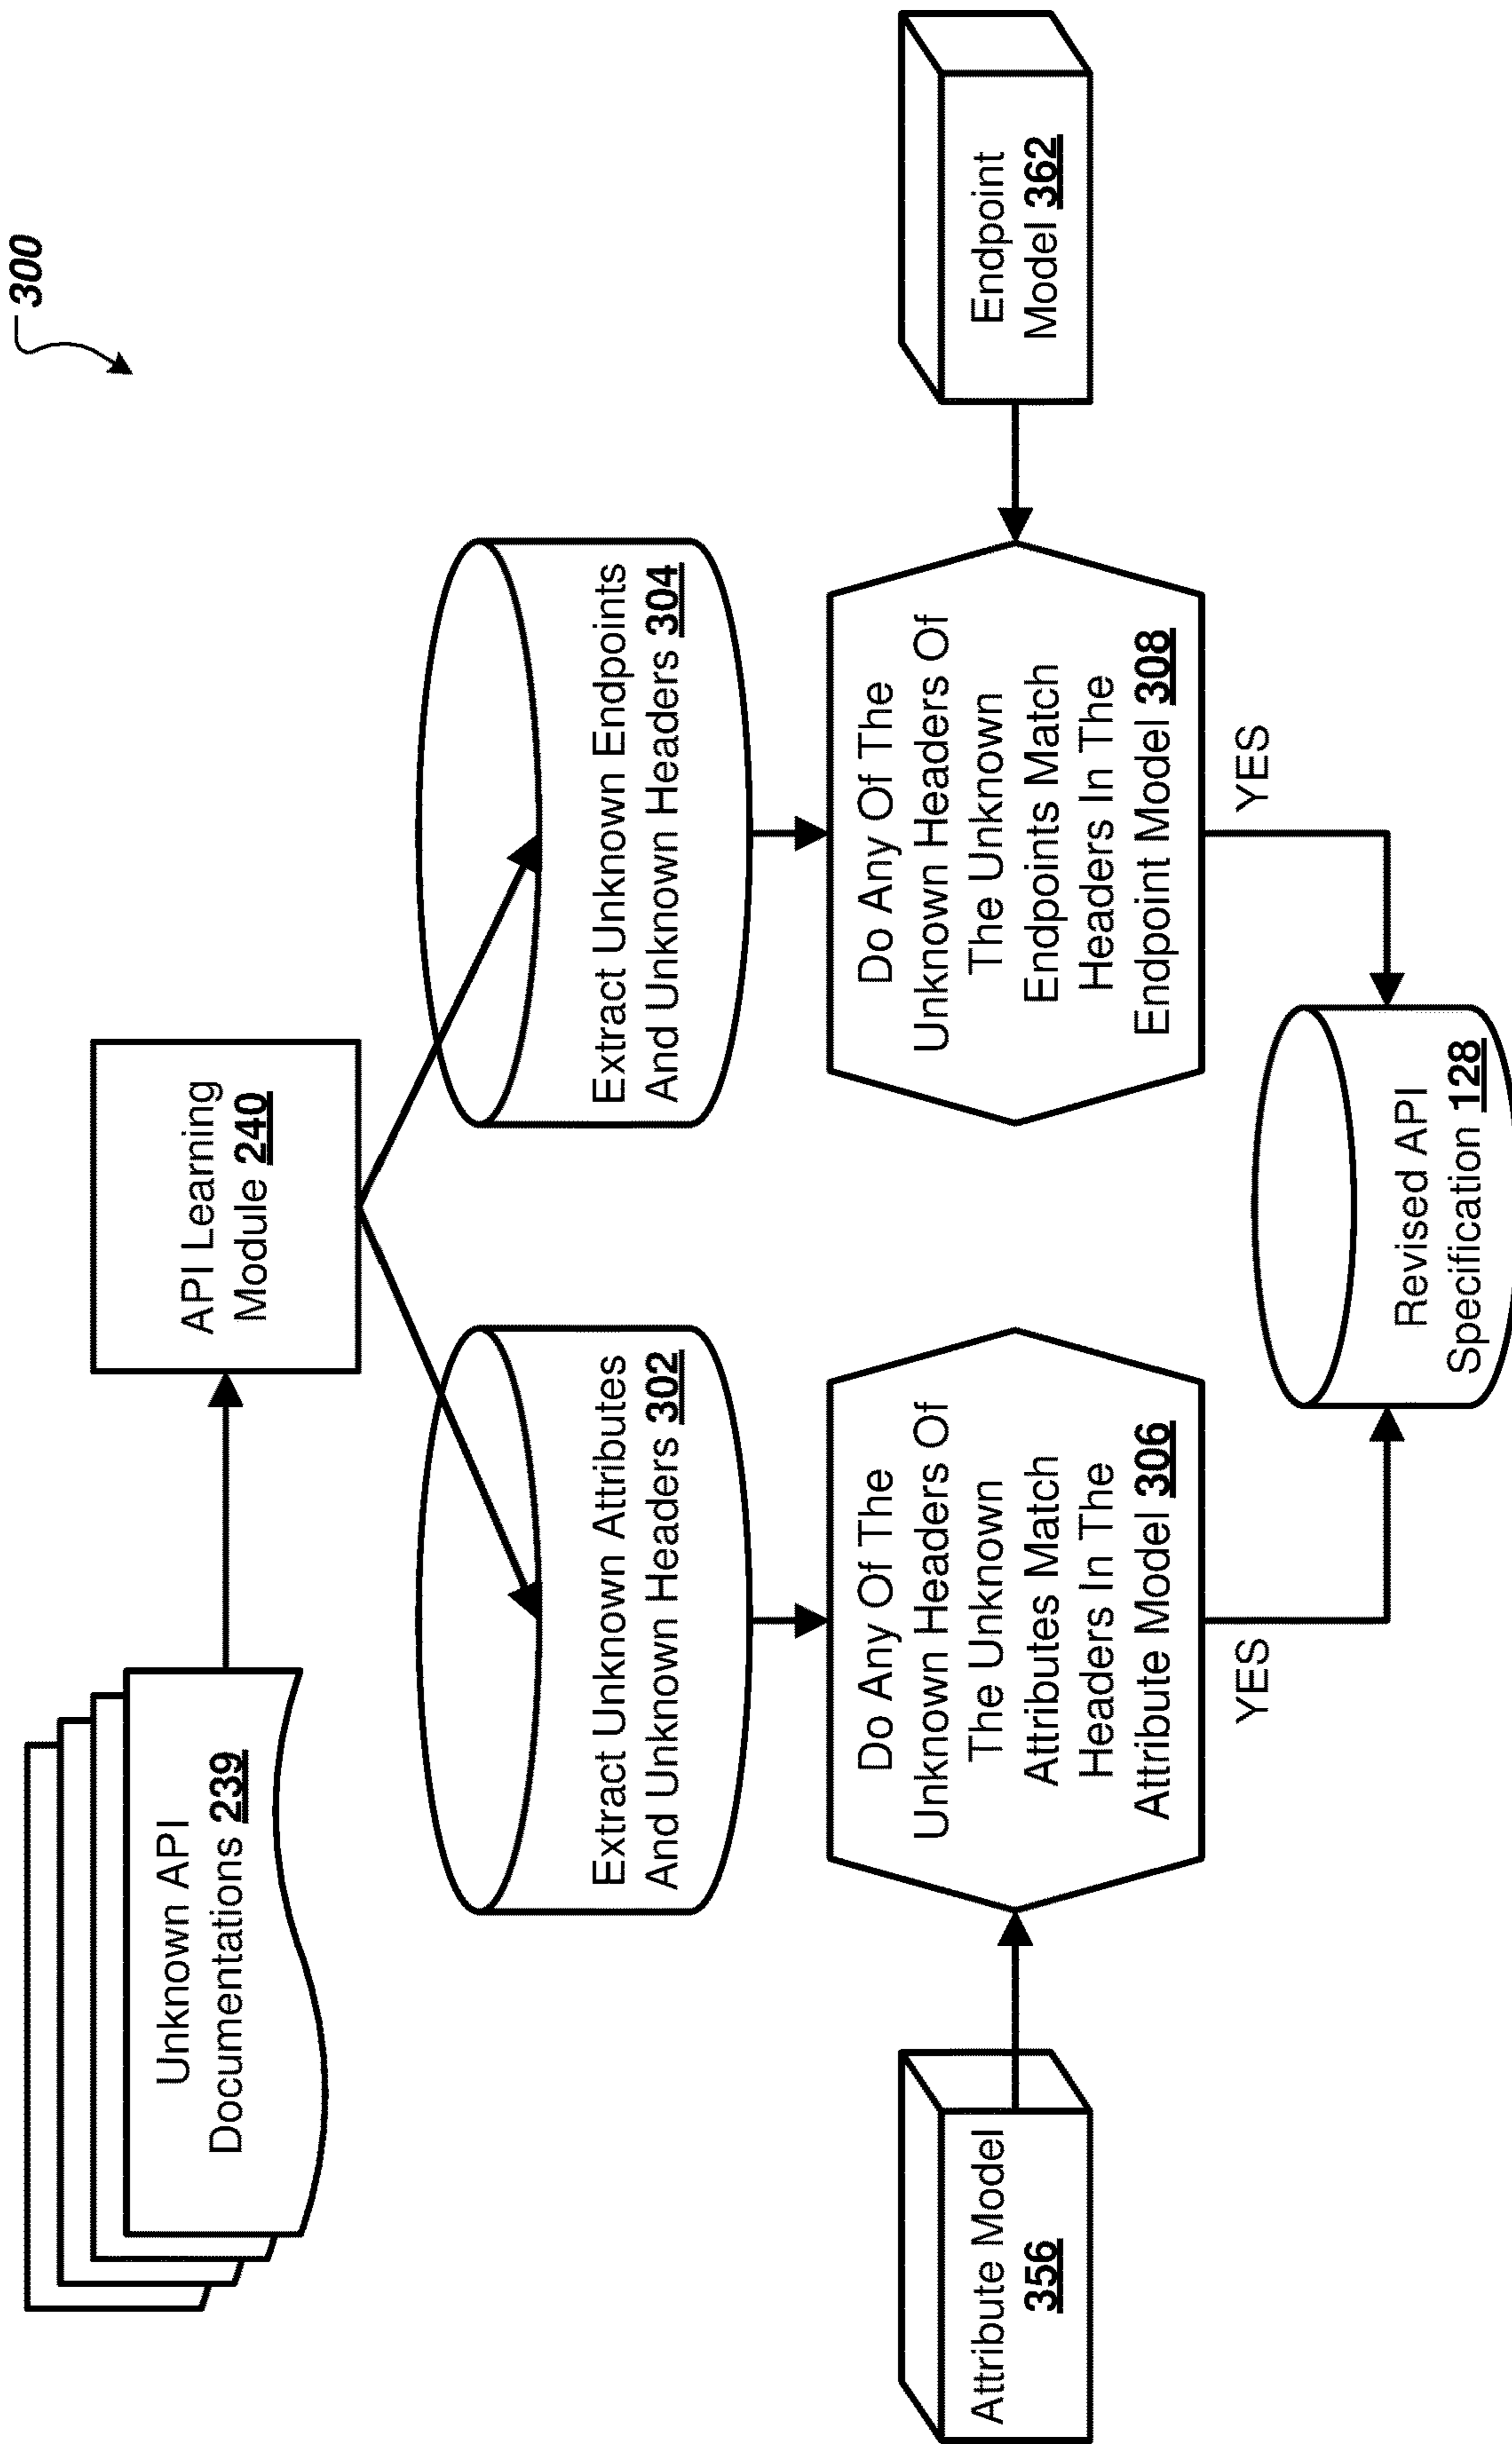 300
Unknown API
Documentations 239
API Learning
Module 240
Extract Unknown Attributes
And Unknown Headers 302
Extract Unknown Endpoints
And Unknown Headers 304
Attribute Model
356
Do Any Of The
Unknown Headers Of
The Unknown
Attributes Match
Headers In The
Attribute Model 306
Do Any Of The
Unknown Headers Of
The Unknown
Endpoints Match
Headers In The
Endpoint Model 308
Endpoint
Model 362
YES
YES
Revised API
Specification 128